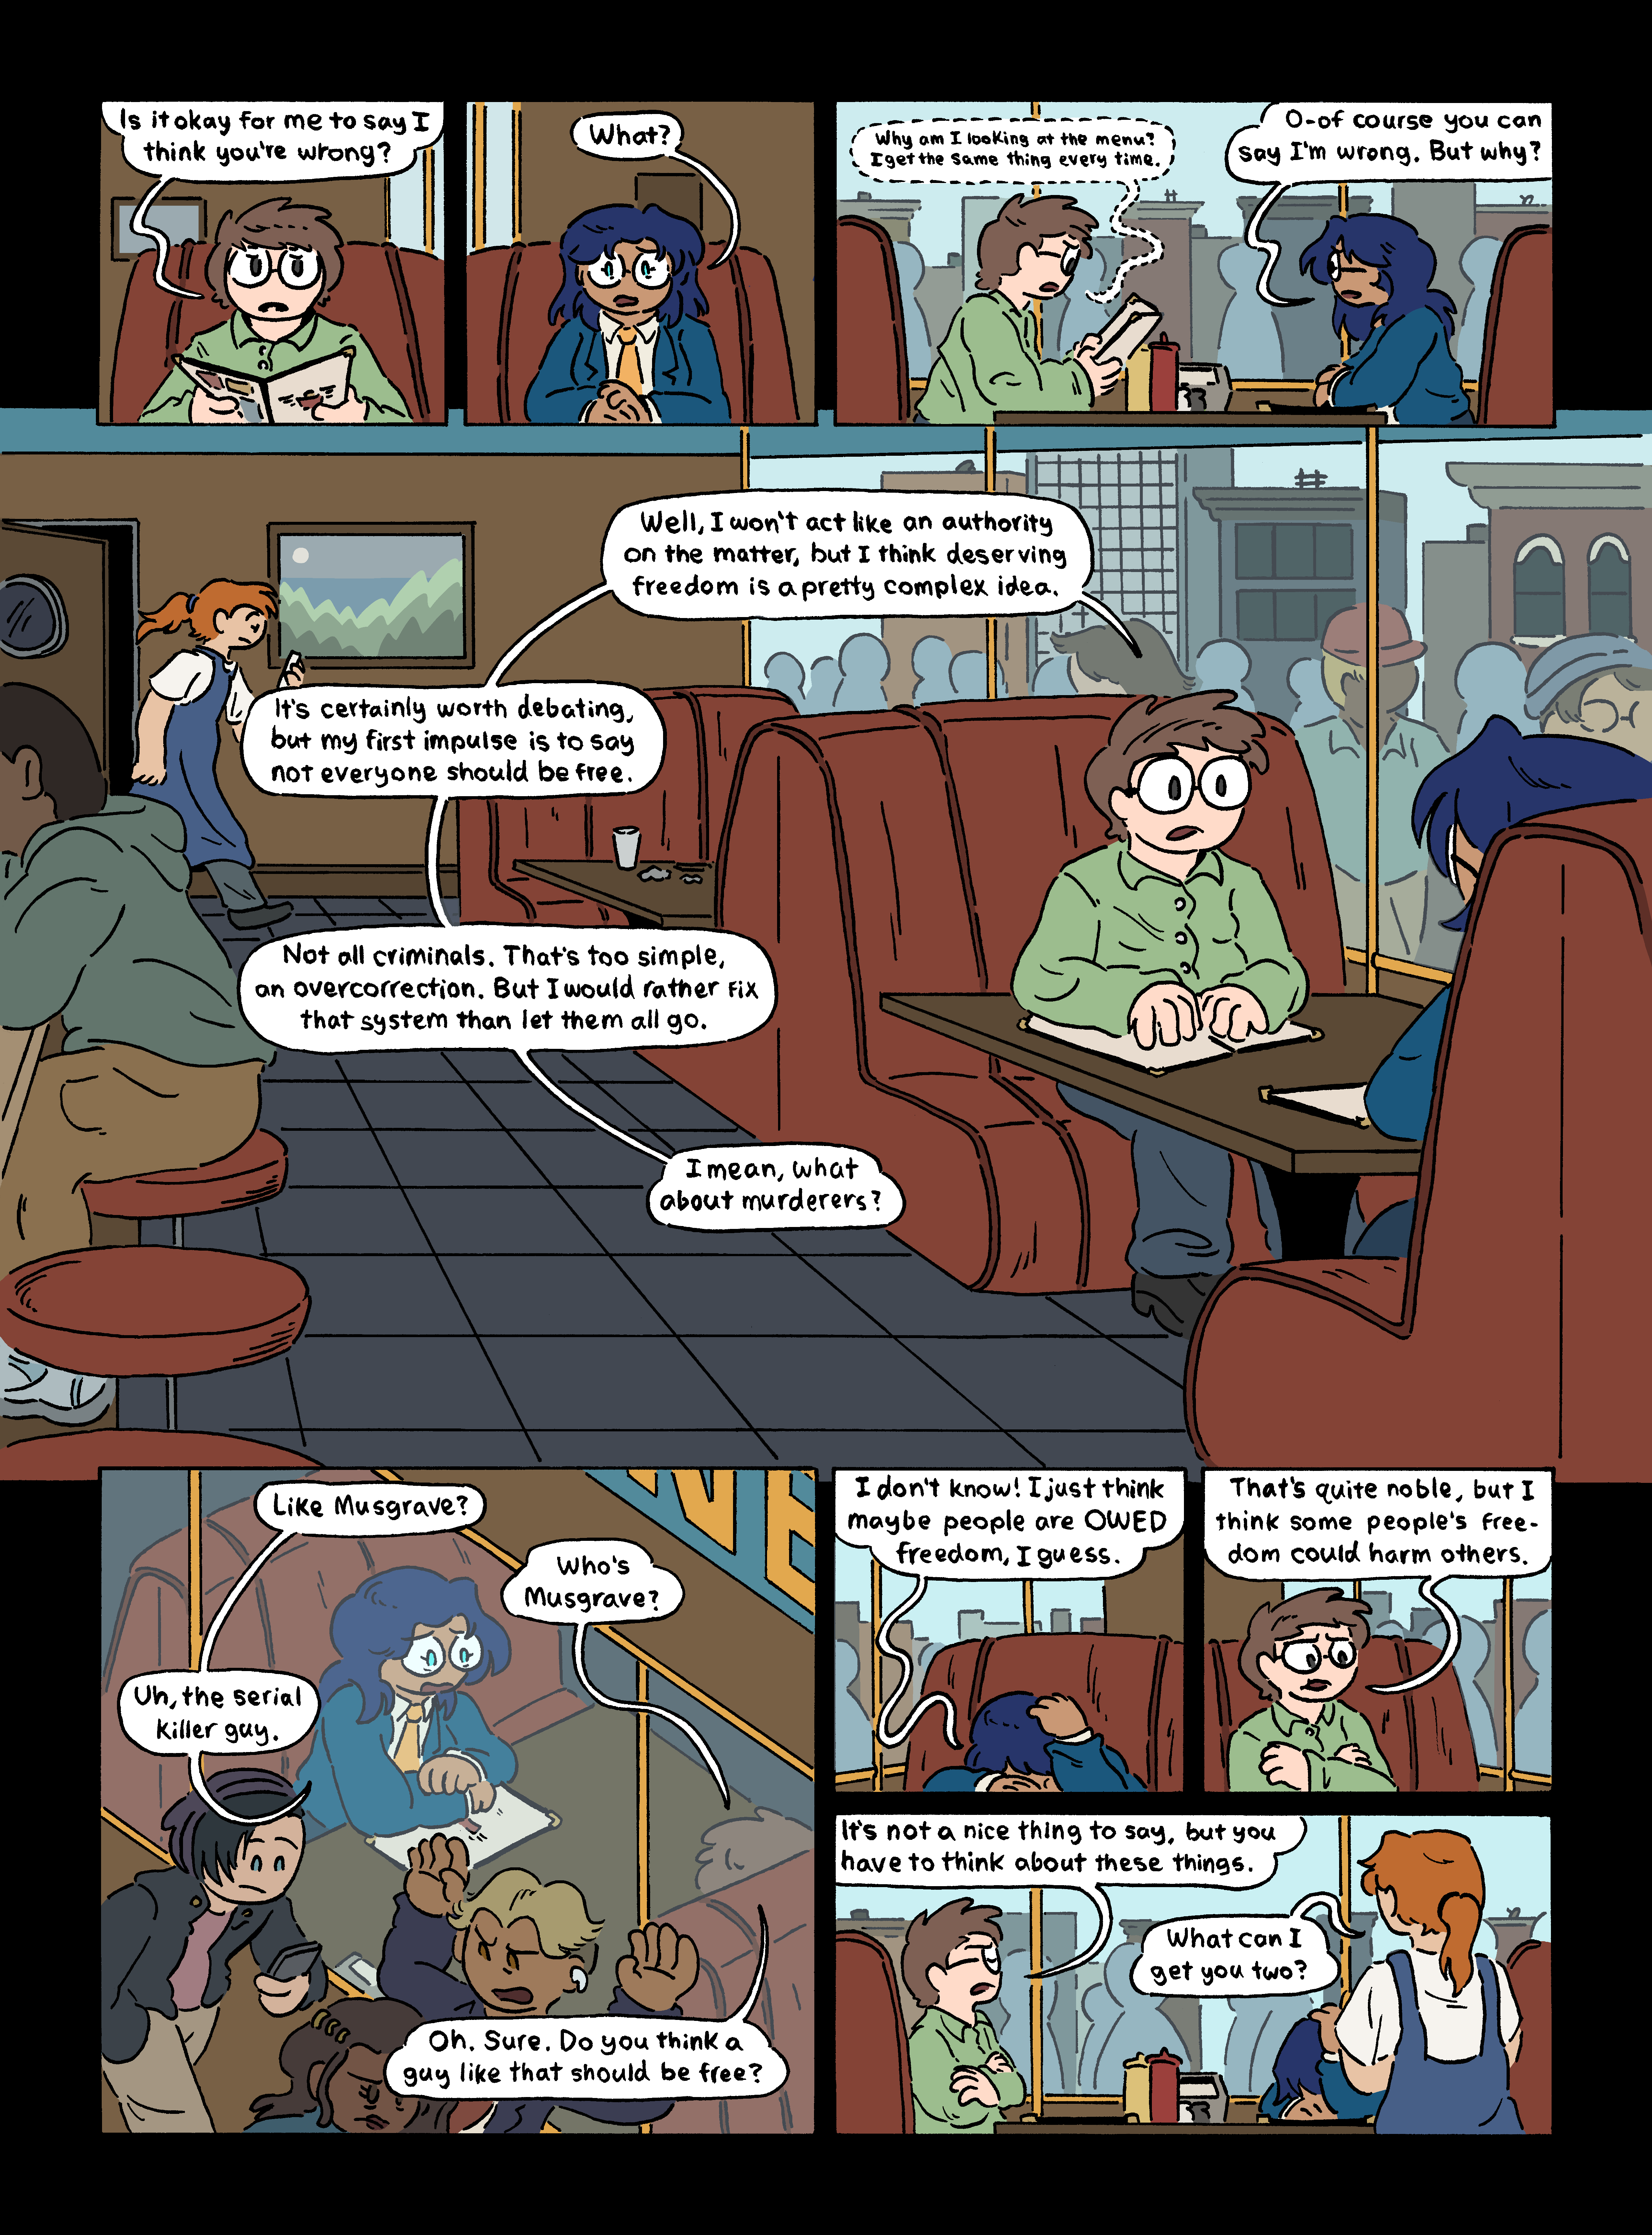 Is it okay for me to say I
think you're wrong?
What?
Why am I looking at the menu?
I get the same thing every time.
O-of course you can
say I'm wrong. But why?
Well, I won't act like an authority
on the matter, but I think deserving
freedom is a pretty complex idea.
It's certainly worth debating,
but my first impulse is to say
not everyone should be free.
Not all criminals. That's too simple,
an overcorrection. But I would rather fix
that system than let them all go.
I mean, what
about murderers?
Like Musgrave?
Who's
Musgrave?
Uh, the serial
killer guy.
Oh. Sure. Do you think a
guy like that should be free?
I don't know! I just think
maybe people are OWED
freedom, I guess.
That's quite noble, but I
think some people's free-
dom could harm others.
It's not a nice thing to say, but you
have to think about these things.
What can I
get you two?